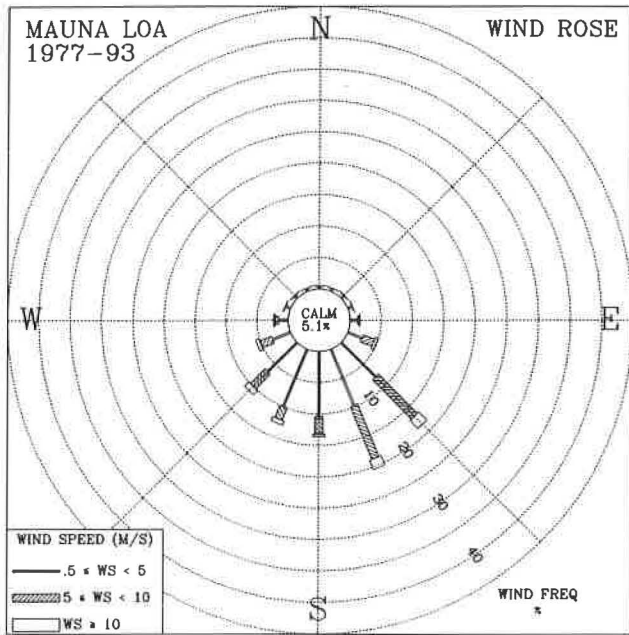 MAUNA LOA
1977-93
N
WIND ROSE
W
CALM
5.1%
E
10
20
30
40
WIND SPEED (M/S)
.5 ≤ WS < 5
5 ≤ WS < 10
WS ≥ 10
S
WIND FREQ
%